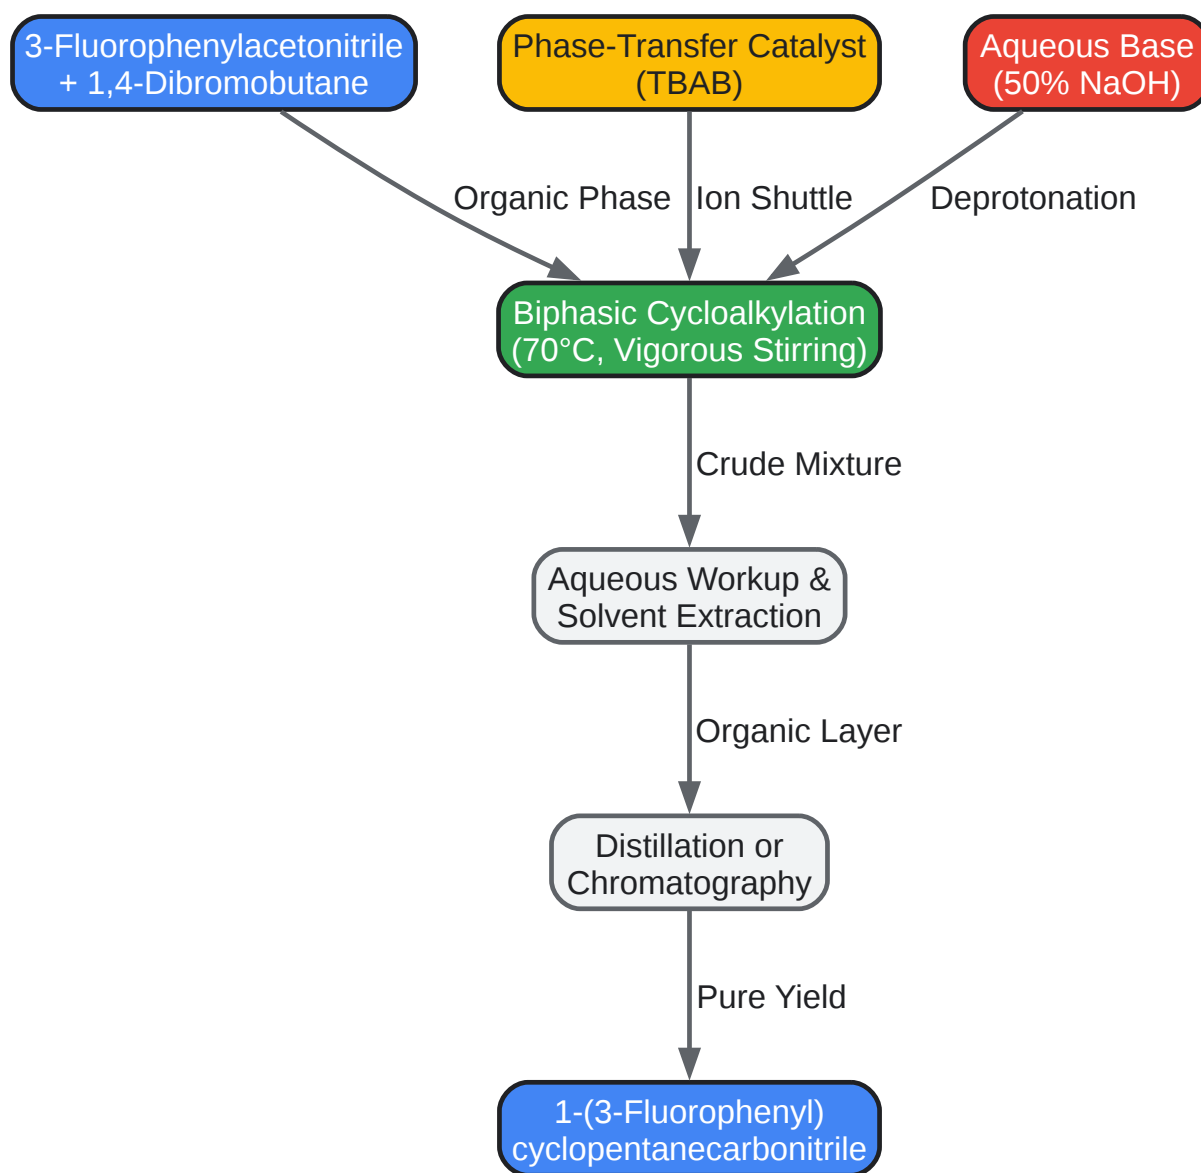 3-Fluorophenylacetonitrile
+ 1,4-Dibromobutane
Phase-Transfer Catalyst
(TBAB)
Aqueous Base
(50% NaOH)
Organic Phase
Ion Shuttle
Deprotonation
Biphasic Cycloalkylation
(70°C, Vigorous Stirring)
Crude Mixture
Aqueous Workup &
Solvent Extraction
Organic Layer
Distillation or
Chromatography
Pure Yield
1-(3-Fluorophenyl)
cyclopentanecarbonitrile